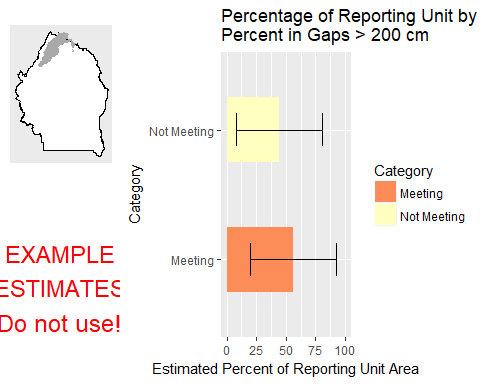 Percentage of Reporting Unit by
Percent in Gaps > 200 cm
Not Meeting
Meeting
Category
0 25 50 75 100
Estimated Percent of Reporting Unit Area
Category
Meeting
Not Meeting
EXAMPLE
ESTIMATES
Do not use!